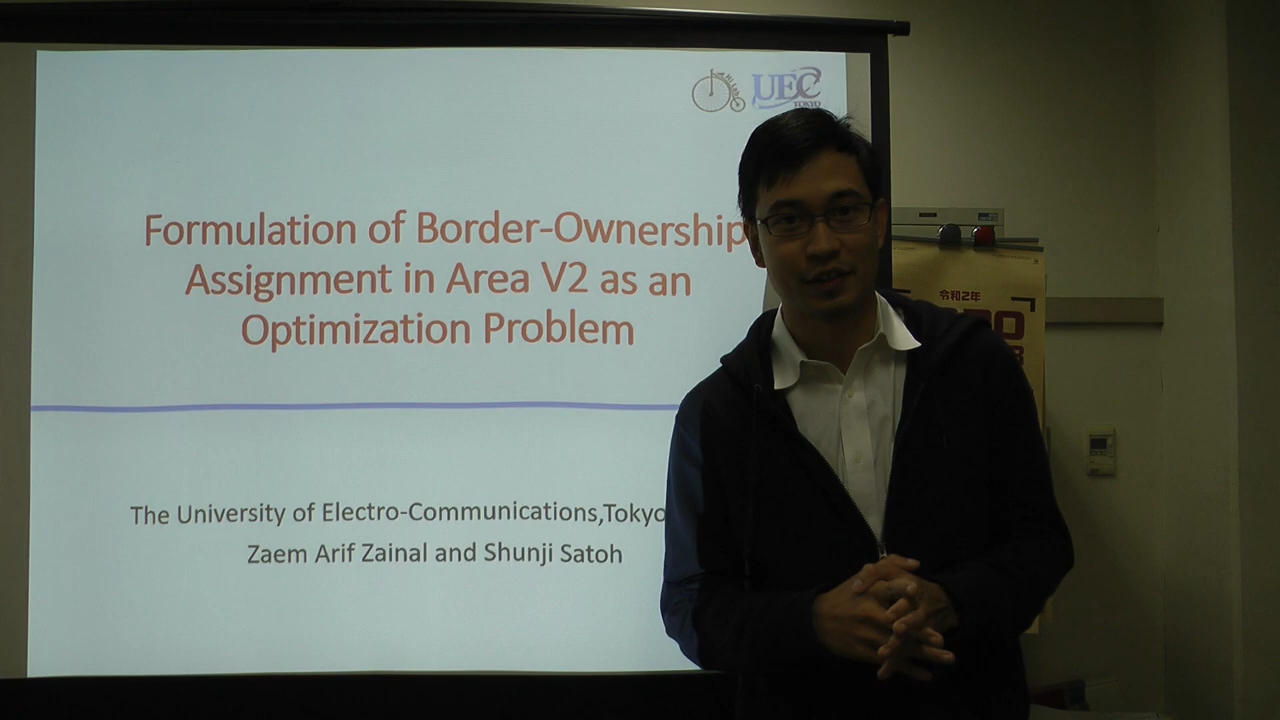 UEC
TOKYO
Formulation of Border-Ownership
Assignment in Area V2 as an
Optimization Problem
The University of Electro-Communications,Tokyo
Zaem Arif Zainal and Shunji Satoh
令和2年